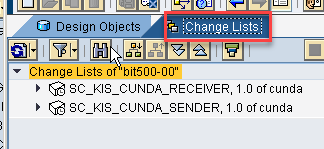 Design Objects Change Lists
Change Lists of "bit500-00"
SC_KIS_CUNDA_RECEIVER, 1.0 of cunda
SC_KIS_CUNDA_SENDER, 1.0 of cunda